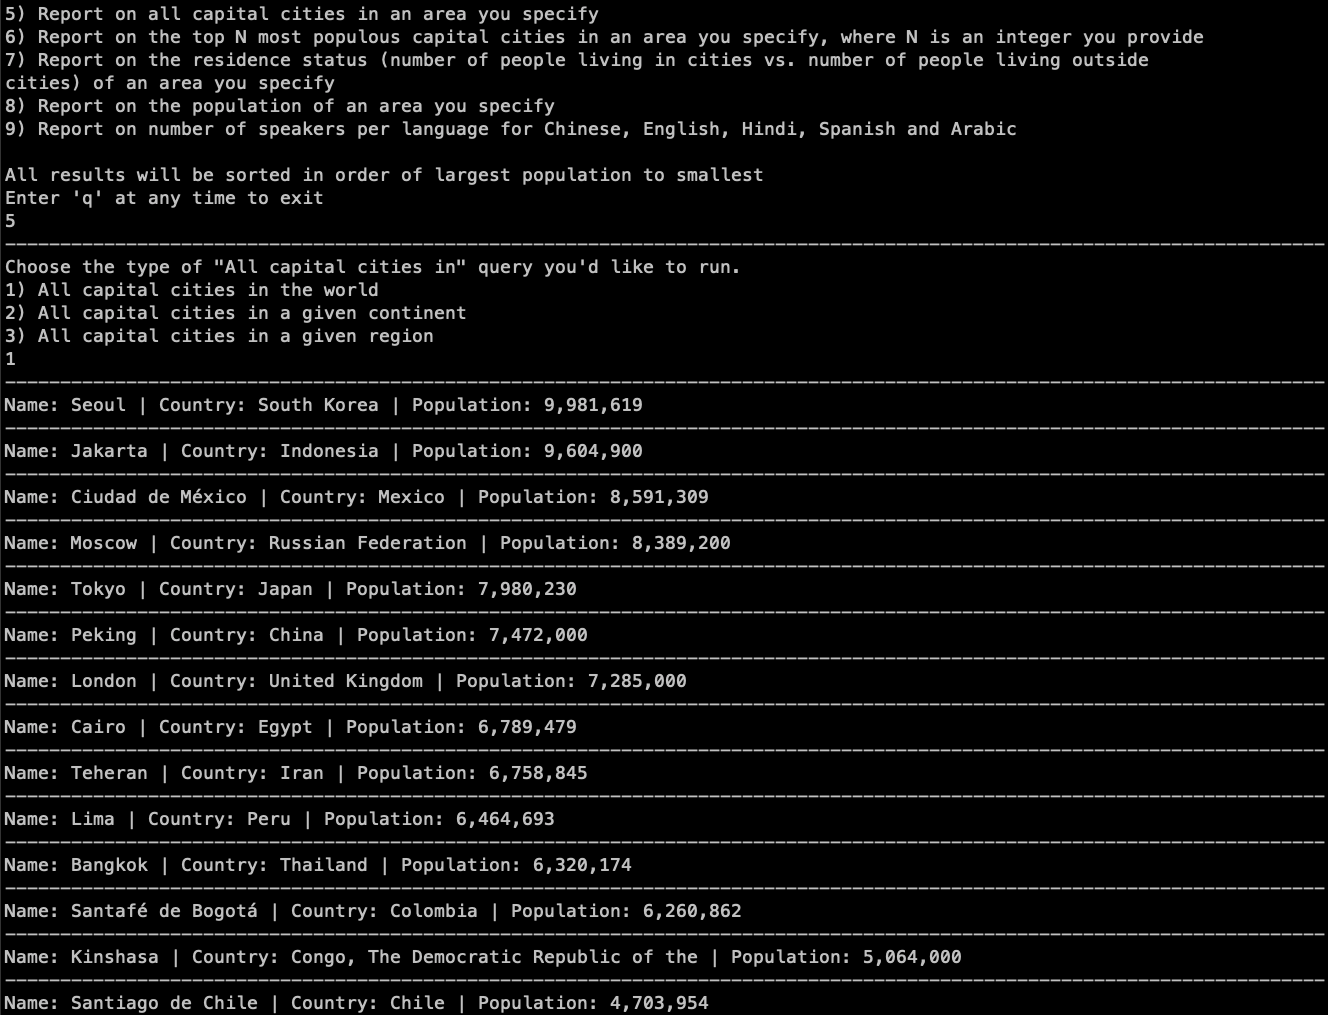 5) Report on all capital cities in an area you specify
6) Report on the top N most populous capital cities in an area you specify, where N is an integer you provide
7) Report on the residence status (number of people living in cities vs. number of people living outside
cities) of an area you specify
8) Report on the population of an area you specify
9) Report on number of speakers per language for Chinese, English, Hindi, Spanish and Arabic
All results will be sorted in order of largest population to smallest
Enter 'q' at any time to exit
5
Choose the type of "All capital cities in" query you'd like to run.
1) All capital cities in the world
2) All capital cities in a given continent
3) All capital cities in a given region
1
Name: Seoul | Country: South Korea | Population: 9,981,619
Name: Jakarta | Country: Indonesia | Population: 9,604,900
Name: Ciudad de México | Country: Mexico | Population: 8,591,309
Name: Moscow | Country: Russian Federation | Population: 8,389,200
Name: Tokyo | Country: Japan | Population: 7,980,230
Name: Peking | Country: China | Population: 7,472,000
Name: London | Country: United Kingdom | Population: 7,285,000
Name: Cairo | Country: Egypt | Population: 6,789,479
Name: Teheran | Country: Iran | Population: 6,758,845
Name: Lima | Country: Peru | Population: 6,464,693
Name: Bangkok | Country: Thailand | Population: 6,320,174
Name: Santafé de Bogotá | Country: Colombia | Population: 6,260,862
Name: Kinshasa | Country: Congo, The Democratic Republic of the | Population: 5,064,000
Name: Santiago de Chile | Country: Chile | Population: 4,703,954